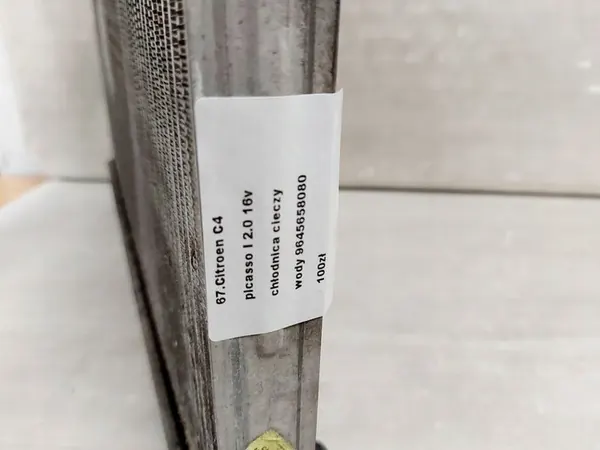 67.Citroen C4
picasso I 2.0 16v
chłodnica cieczy
wody 9645658080
100zł